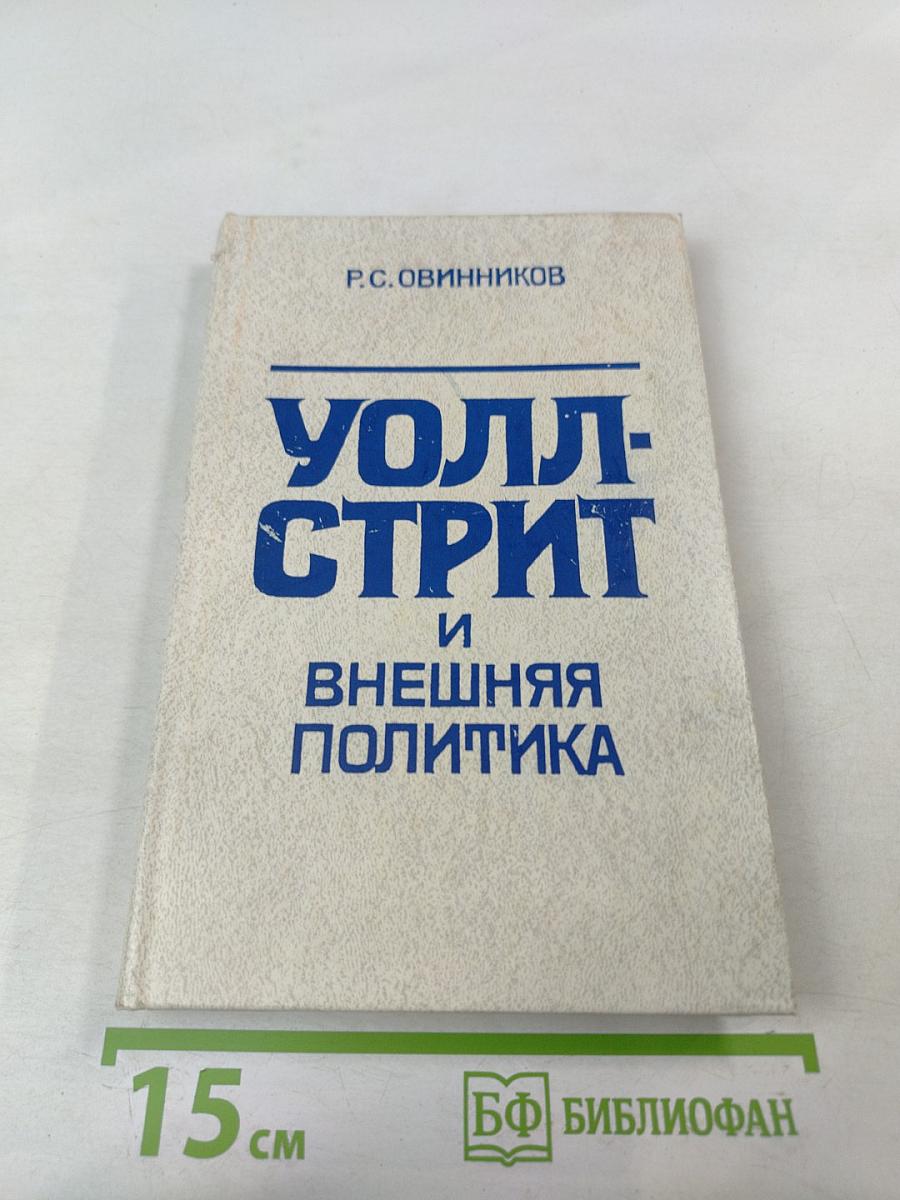 Р.С.ОВИННИКОВ
УОЛЛ-
СТРИТ
И
ВНЕШНЯЯ
ПОЛИТИКА
15 см
БФ БИБЛИОФАН